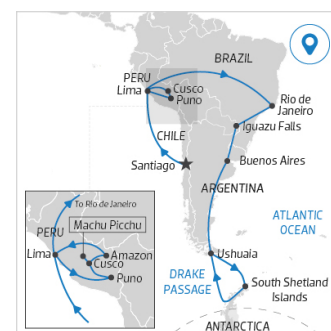 BRAZIL
PERU
Lima
Cusco
Puno
Rio de
Janeiro
Iguazu Falls
CHILE
Santiago
Buenos Aires
ARGENTINA
ATLANTIC
OCEAN
Ushuaia
DRAKE
PASSAGE
South Shetland
Islands
ANTARCTICA
To Rio de Janeiro
Machu Picchu
PERU
Lima
Amazon
Cusco
Puno